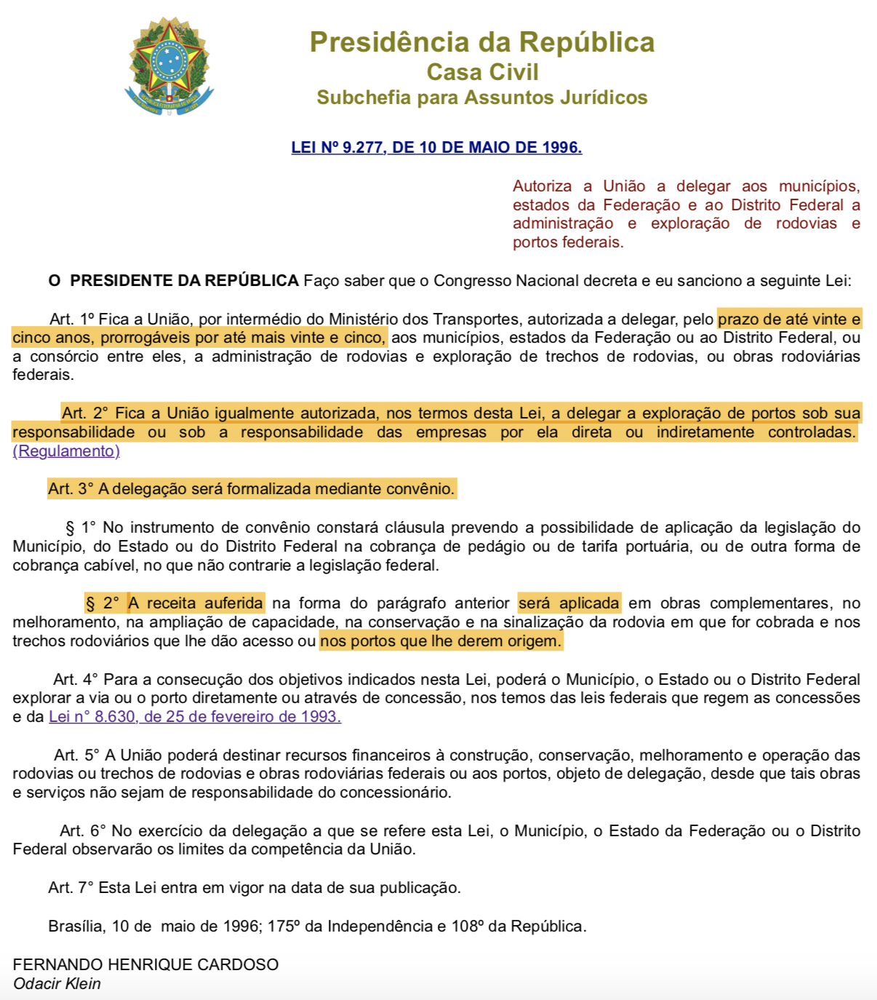 Presidência da República
Casa Civil
Subchefia para Assuntos Jurídicos
LEI Nº 9.277, DE 10 DE MAIO DE 1996.
Autoriza a União a delegar aos municípios,
estados da Federação e ao Distrito Federal a
administração e exploração de rodovias e
portos federais.
O PRESIDENTE DA REPÚBLICA Faço saber que o Congresso Nacional decreta e eu sanciono a seguinte Lei:
Art. 1º Fica a União, por intermédio do Ministério dos Transportes, autorizada a delegar, pelo prazo de até vinte e
cinco anos, prorrogáveis por até mais vinte e cinco, aos municípios, estados da Federação ou ao Distrito Federal, ou
a consórcio entre eles, a administração de rodovias e exploração de trechos de rodovias, ou obras rodoviárias
federais.
Art. 2° Fica a União igualmente autorizada, nos termos desta Lei, a delegar a exploração de portos sob sua
responsabilidade ou sob a responsabilidade das empresas por ela direta ou indiretamente controladas.
(Regulamento)
Art. 3° A delegação será formalizada mediante convênio.
§ 1° No instrumento de convênio constará cláusula prevendo a possibilidade de aplicação da legislação do
Município, do Estado ou do Distrito Federal na cobrança de pedágio ou de tarifa portuária, ou de outra forma de
cobrança cabível, no que não contrarie a legislação federal.
§ 2° A receita auferida na forma do parágrafo anterior será aplicada em obras complementares, no
melhoramento, na ampliação de capacidade, na conservação e na sinalização da rodovia em que for cobrada e nos
trechos rodoviários que lhe dão acesso ou nos portos que lhe derem origem.
Art. 4° Para a consecução dos objetivos indicados nesta Lei, poderá o Município, o Estado ou o Distrito Federal
explorar a via ou o porto diretamente ou através de concessão, nos temos das leis federais que regem as concessões
e da Lei n° 8.630, de 25 de fevereiro de 1993.
Art. 5° A União poderá destinar recursos financeiros à construção, conservação, melhoramento e operação das
rodovias ou trechos de rodovias e obras rodoviárias federais ou aos portos, objeto de delegação, desde que tais obras
e serviços não sejam de responsabilidade do concessionário.
Art. 6° No exercício da delegação a que se refere esta Lei, o Município, o Estado da Federação ou o Distrito
Federal observarão os limites da competência da União.
Art. 7° Esta Lei entra em vigor na data de sua publicação.
Brasília, 10 de maio de 1996; 175º da Independência e 108º da República.
FERNANDO HENRIQUE CARDOSO
Odacir Klein